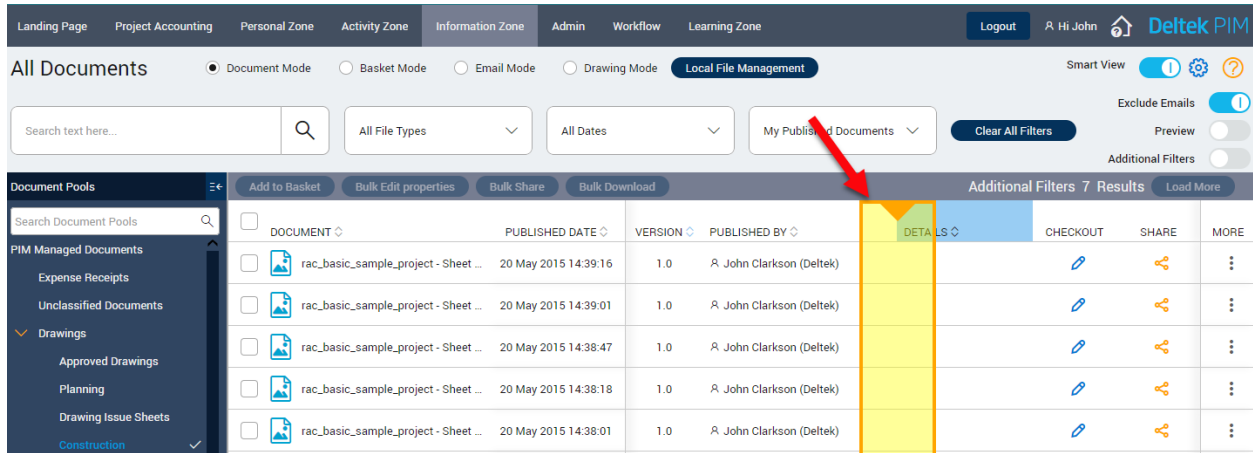 Landing Page Project Accounting Personal Zone Activity Zone Information Zone Admin Workflow Learning Zone Logout Hi John Deltek PIM
All Documents Document Mode Basket Mode Email Mode Drawing Mode Local File Management Smart View
Exclude Emails
Search text here... All File Types All Dates My Published Documents Clear All Filters Preview
Additional Filters
Document Pools Add to Basket Bulk Edit properties Bulk Share Bulk Download Additional Filters 7 Results Load More
Search Document Pools
DOCUMENT PUBLISHED DATE VERSION PUBLISHED BY DETAILS CHECKOUT SHARE MORE
PIM Managed Documents
rac_basic_sample_project - Sheet ... 20 May 2015 14:39:16 1.0 John Clarkson (Deltek)
Expense Receipts
Unclassified Documents
rac_basic_sample_project - Sheet ... 20 May 2015 14:39:01 1.0 John Clarkson (Deltek)
Drawings
rac_basic_sample_project - Sheet ... 20 May 2015 14:38:47 1.0 John Clarkson (Deltek)
Approved Drawings
Planning
rac_basic_sample_project - Sheet ... 20 May 2015 14:38:18 1.0 John Clarkson (Deltek)
Drawing Issue Sheets
rac_basic_sample_project - Sheet ... 20 May 2015 14:38:01 1.0 John Clarkson (Deltek)
Construction